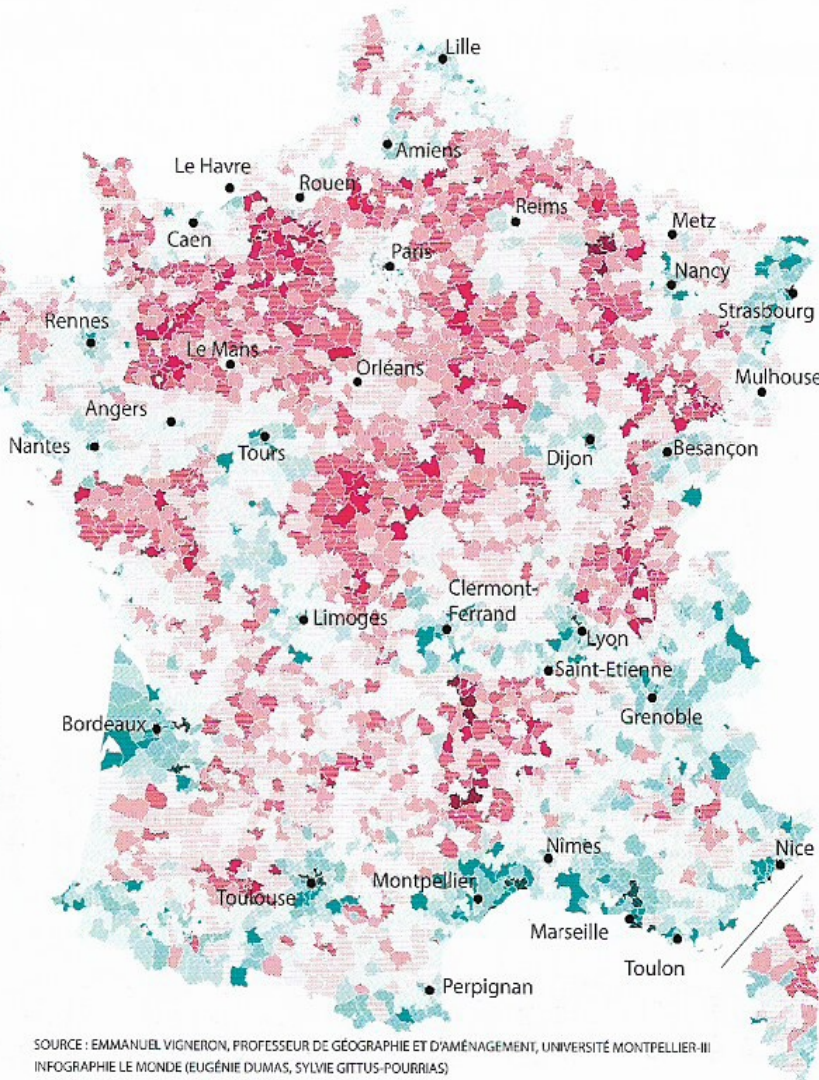 Lille
Amiens
Le Havre
Rouen
Reims
Caen
Metz
Paris
Nancy
Strasbourg
Rennes
Le Mans
Orléans
Mulhouse
Angers
Nantes
Tours
Dijon
Besançon
Clermont-
Ferrand
Limoges
Lyon
Saint-Etienne
Bordeaux
Grenoble
Nîmes
Nice
Toulouse
Montpellier
Marseille
Toulon
Perpignan
SOURCE : EMMANUEL VIGNERON, PROFESSEUR DE GÉOGRAPHIE ET D'AMÉNAGEMENT, UNIVERSITÉ MONTPELLIER-III
INFOGRAPHIE LE MONDE (EUGÉNIE DUMAS, SYLVIE GITTUS-POURRIAS)